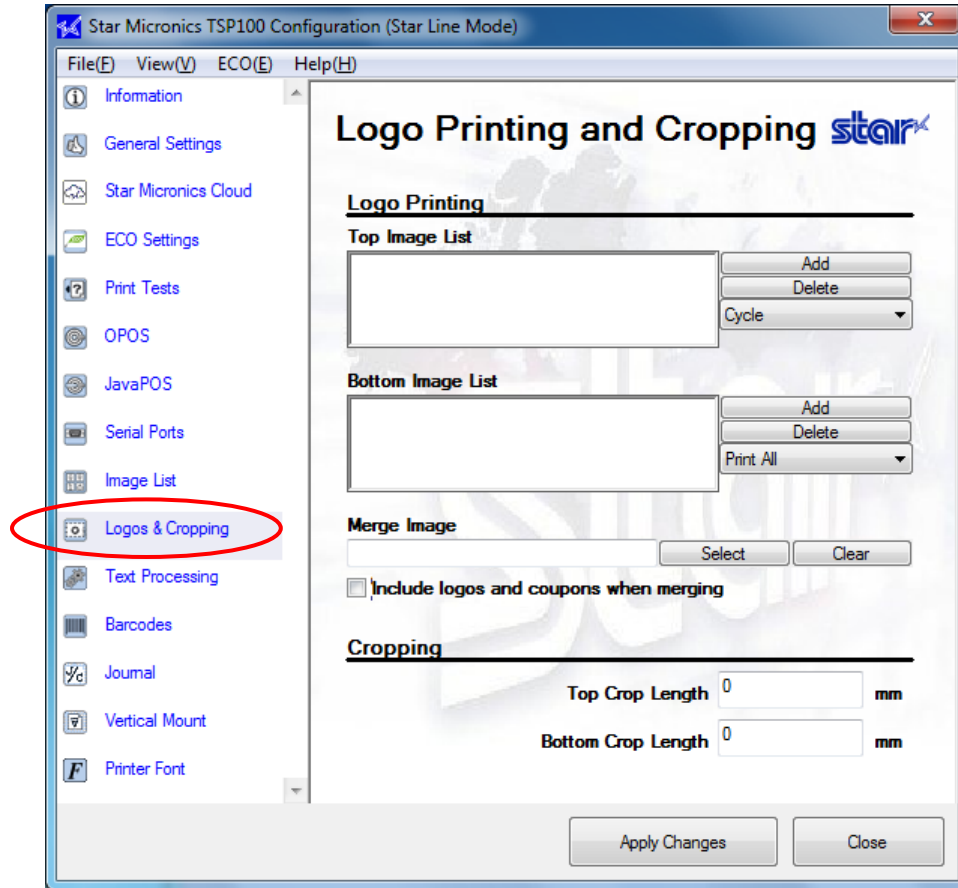 Star Micronics TSP100 Configuration (Star Line Mode)
File(F) View(V) ECO(E) Help(H)
Information
General Settings
Star Micronics Cloud
ECO Settings
Print Tests
OPOS
JavaPOS
Serial Ports
Image List
Logos & Cropping
Text Processing
Barcodes
Journal
Vertical Mount
Printer Font
Logo Printing and Cropping star
Logo Printing
Top Image List
Add
Delete
Cycle
Bottom Image List
Add
Delete
Print All
Merge Image
Select Clear
Include logos and coupons when merging
Cropping
Top Crop Length 0 mm
Bottom Crop Length 0 mm
Apply Changes Close